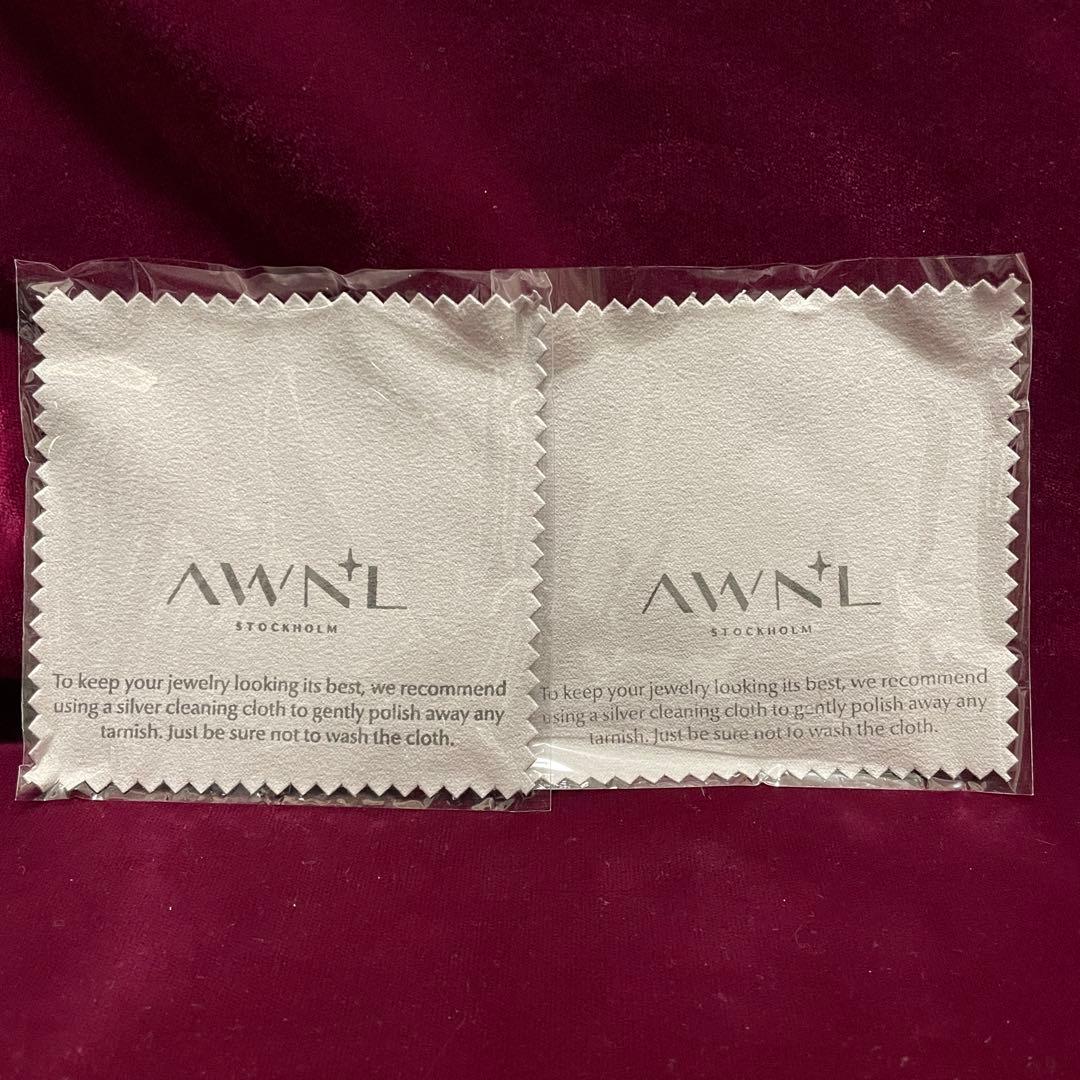 AWNL
STOCKHOLM
To keep your jewelry looking its best, we recommend
using a silver cleaning cloth to gently polish away any
tarnish. Just be sure not to wash the cloth.
AWNL
STOCKHOLM
To keep your jewelry looking its best, we recommend
using a silver cleaning cloth to gently polish away any
tarnish. Just be sure not to wash the cloth.